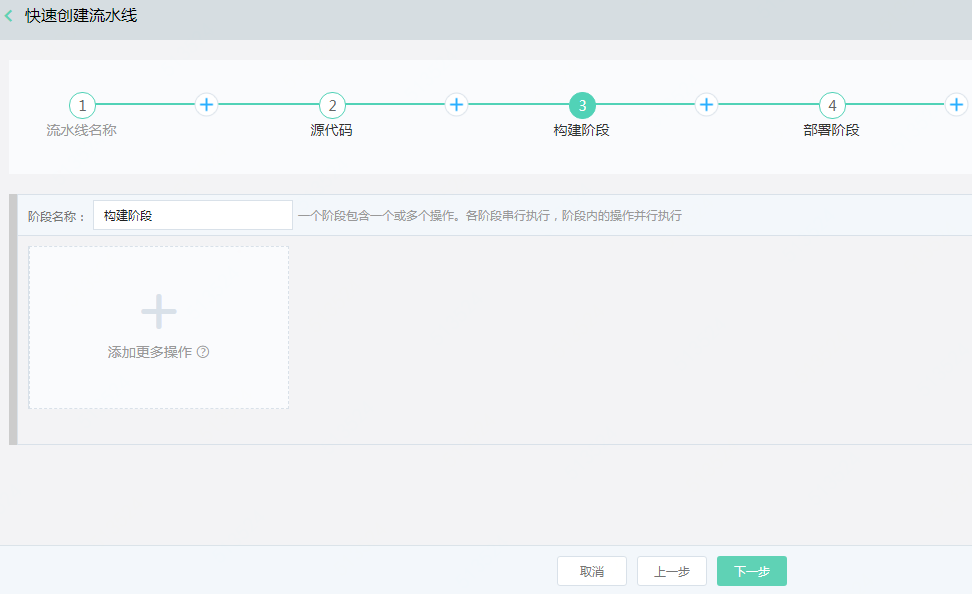 快速创建流水线
1 2 3 4
流水线名称 源代码 构建阶段 部署阶段
阶段名称： 构建阶段 一个阶段包含一个或多个操作。各阶段串行执行，阶段内的操作并行执行
添加更多操作 ?
取消 上一步 下一步